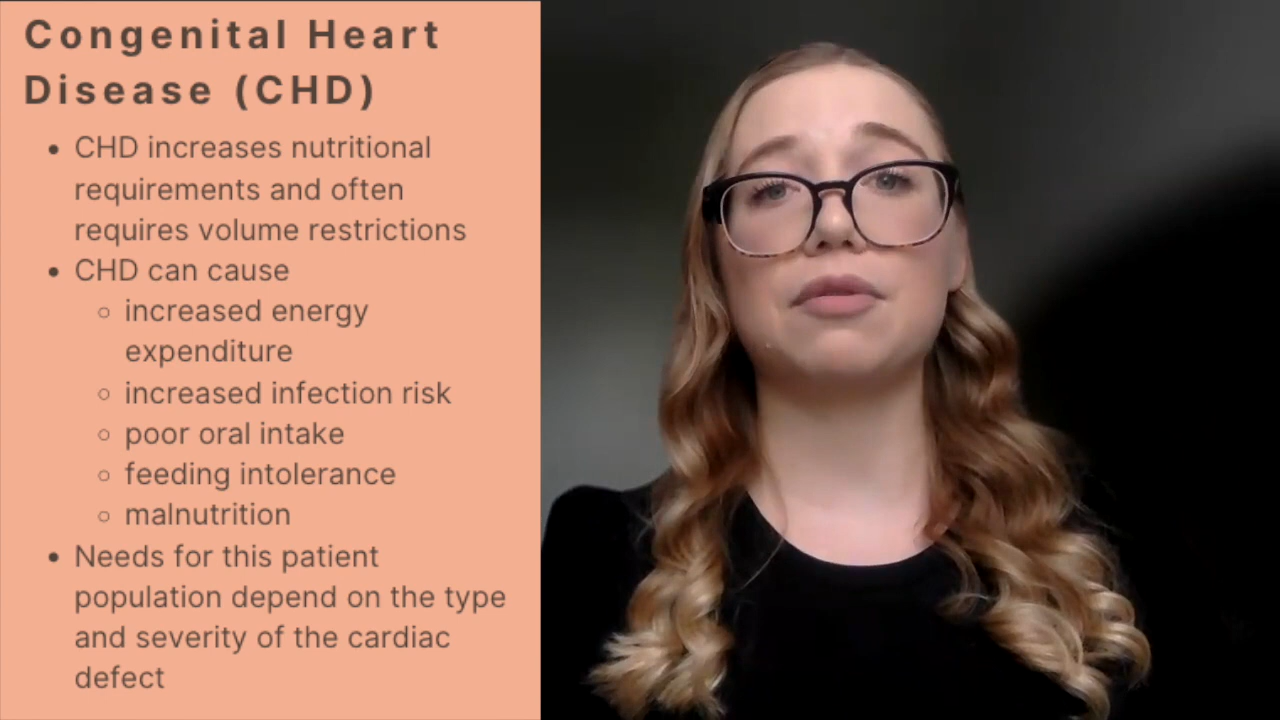 Congenital Heart
Disease (CHD)
• CHD increases nutritional
requirements and often
requires volume restrictions
• CHD can cause
◦ increased energy
expenditure
◦ increased infection risk
◦ poor oral intake
◦ feeding intolerance
◦ malnutrition
• Needs for this patient
population depend on the type
and severity of the cardiac
defect